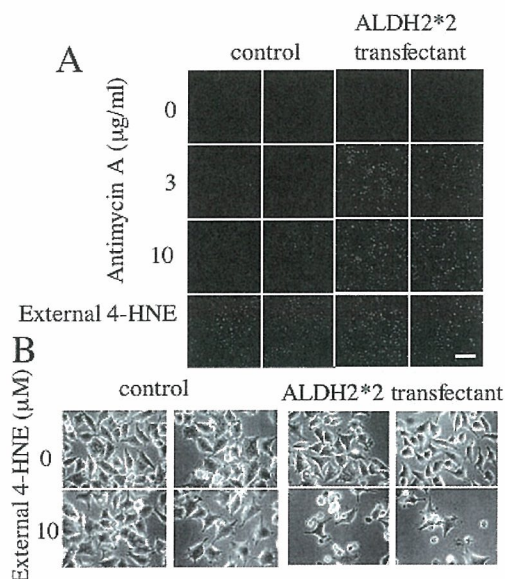 ALDH2*2
A control transfectant
Antimycin A (μg/ml)
0
3
10
External 4-HNE
B
control ALDH2*2 transfectant
External 4-HNE (μM)
0
10